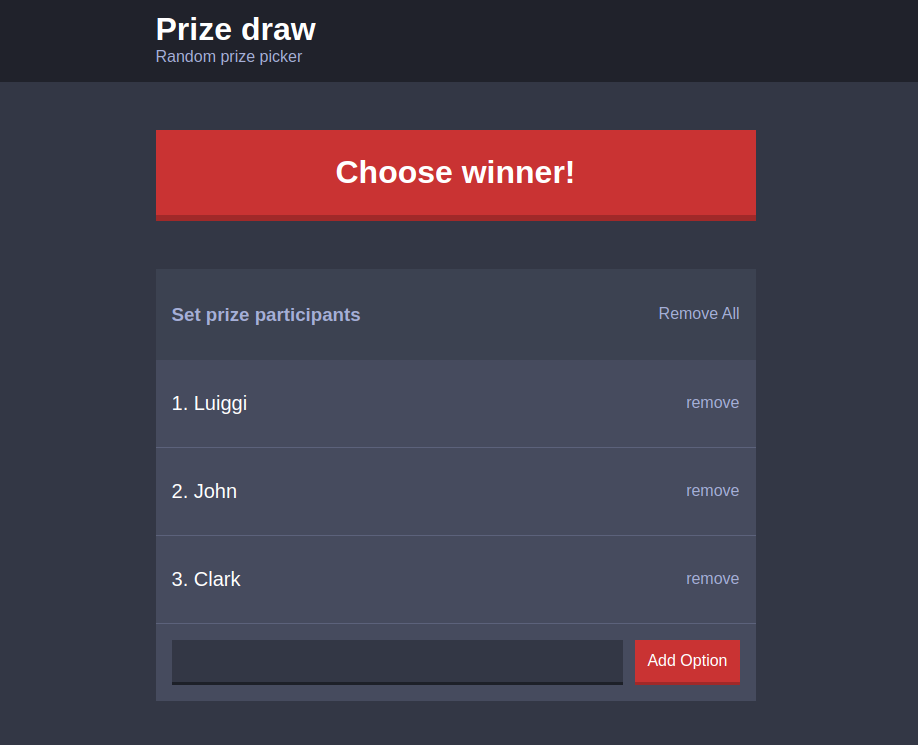 Prize draw
Random prize picker
Choose winner!
Set prize participants Remove All
1. Luiggi remove
2. John remove
3. Clark remove
Add Option